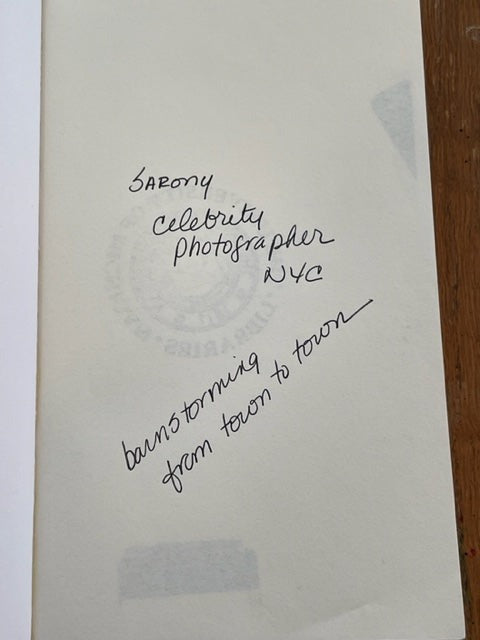 Sarony
celebrity
photographer
NYC
barnstorming
from town to town